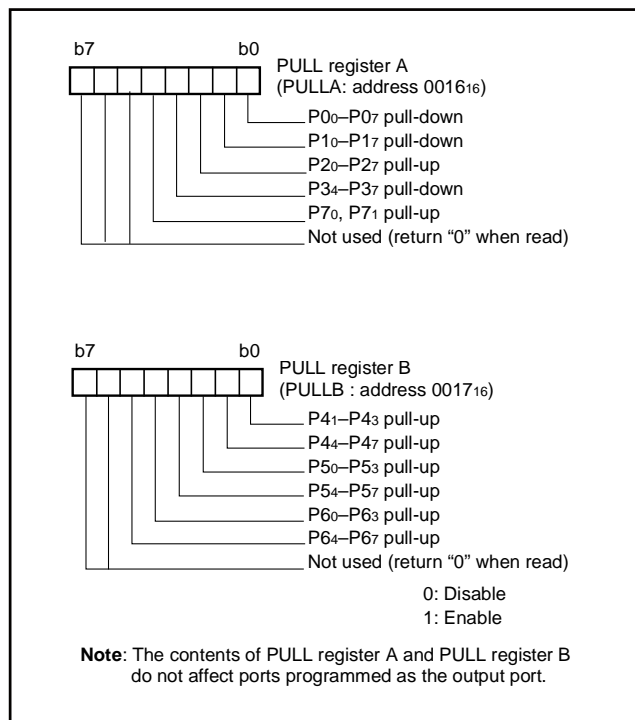 b7 b0
PULL register A
(PULLA: address 0016₁₆)
P0₀–P0₇ pull-down
P1₀–P1₇ pull-down
P2₀–P2₇ pull-up
P3₄–P3₇ pull-down
P7₀, P7₁ pull-up
Not used (return “0” when read)
b7 b0
PULL register B
(PULLB : address 0017₁₆)
P4₁–P4₃ pull-up
P4₄–P4₇ pull-up
P5₀–P5₃ pull-up
P5₄–P5₇ pull-up
P6₀–P6₃ pull-up
P6₄–P6₇ pull-up
Not used (return “0” when read)
0: Disable
1: Enable
Note: The contents of PULL register A and PULL register B
do not affect ports programmed as the output port.